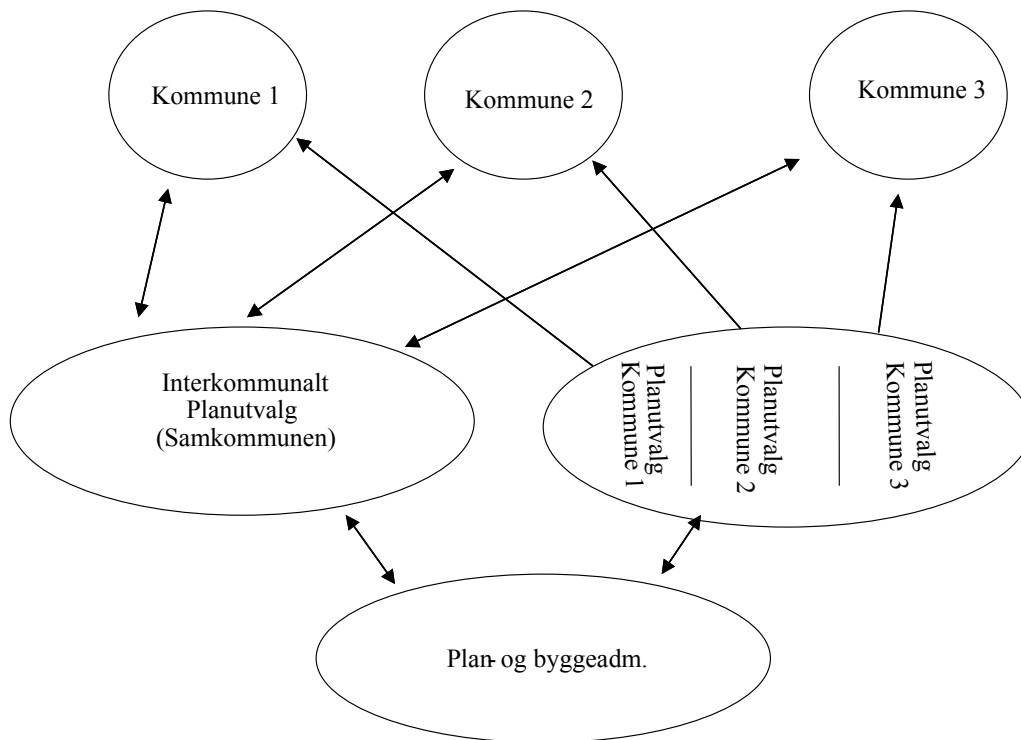 Kommune 1
Kommune 2
Kommune 3
Interkommunalt
Planutvalg
(Samkommunen)
Planutvalg
Kommune 1
Planutvalg
Kommune 2
Planutvalg
Kommune 3
Plan- og byggeadm.